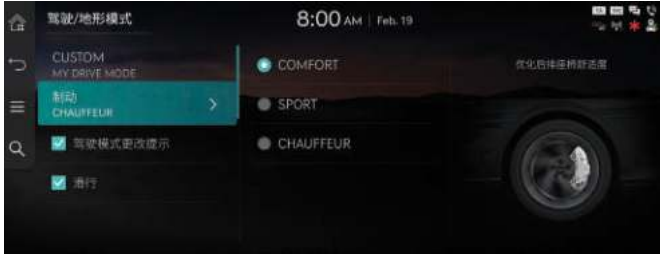 驾驶/地形模式
8:00 AM | Feb. 19
CUSTOM
MY DRIVE MODE
制动
CHAUFFEUR
驾驶模式更改提示
滑行
COMFORT
SPORT
CHAUFFEUR
优化后排座椅舒适度